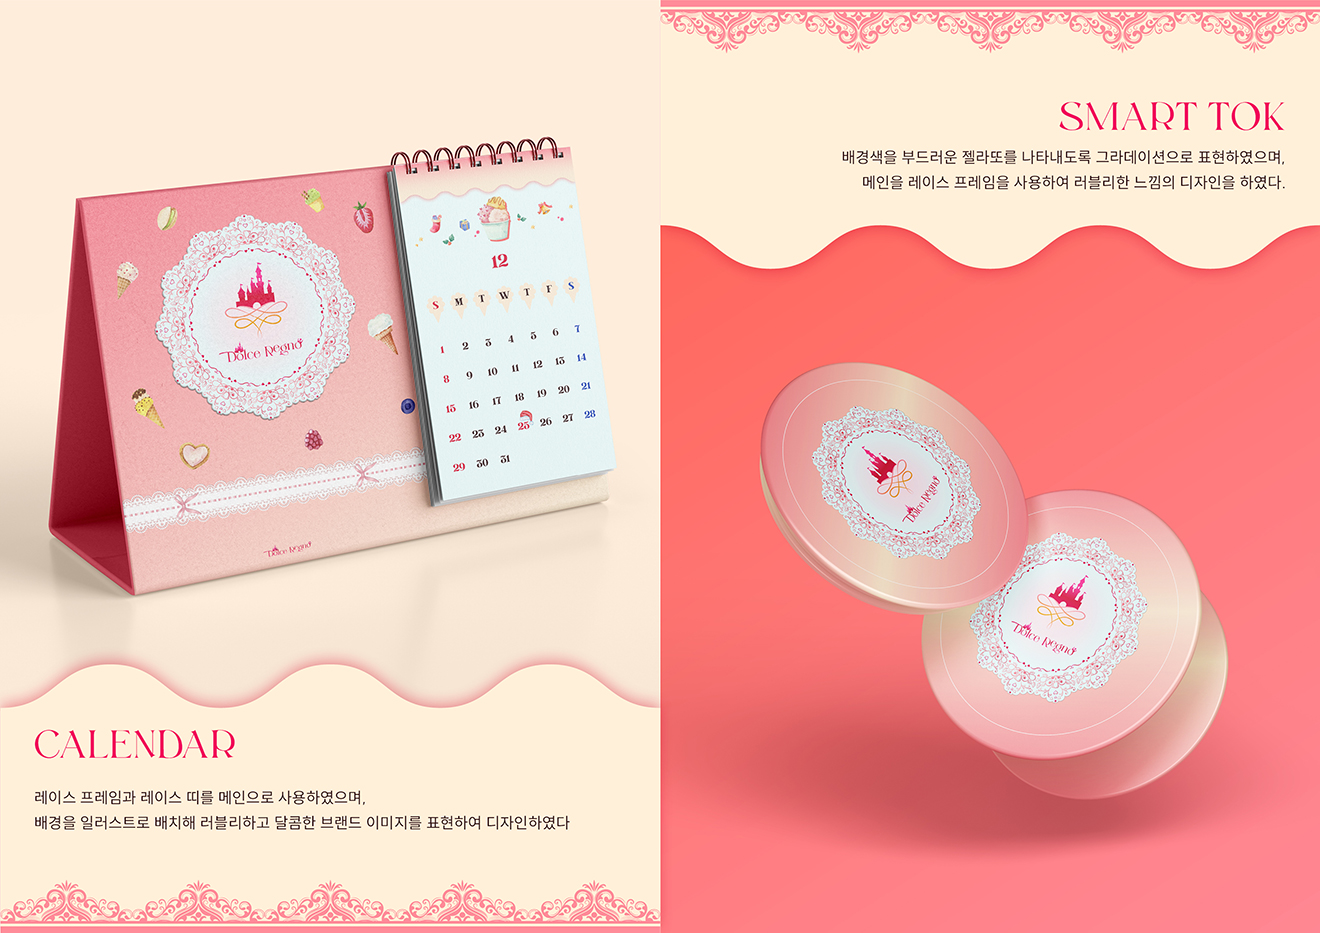 Dolce Regno
Dolce Regno
12
S M T W T F S
1 2 3 4 5 6 7
8 9 10 11 12 13 14
15 16 17 18 19 20 21
22 23 24 25 26 27 28
29 30 31
CALENDAR
레이스 프레임과 레이스 띠를 메인으로 사용하였으며,
배경을 일러스트로 배치해 러블리하고 달콤한 브랜드 이미지를 표현하여 디자인하였다
SMART TOK
배경색을 부드러운 젤라또를 나타내도록 그라데이션으로 표현하였으며,
메인을 레이스 프레임을 사용하여 러블리한 느낌의 디자인을 하였다.
Dolce Regno
Dolce Regno